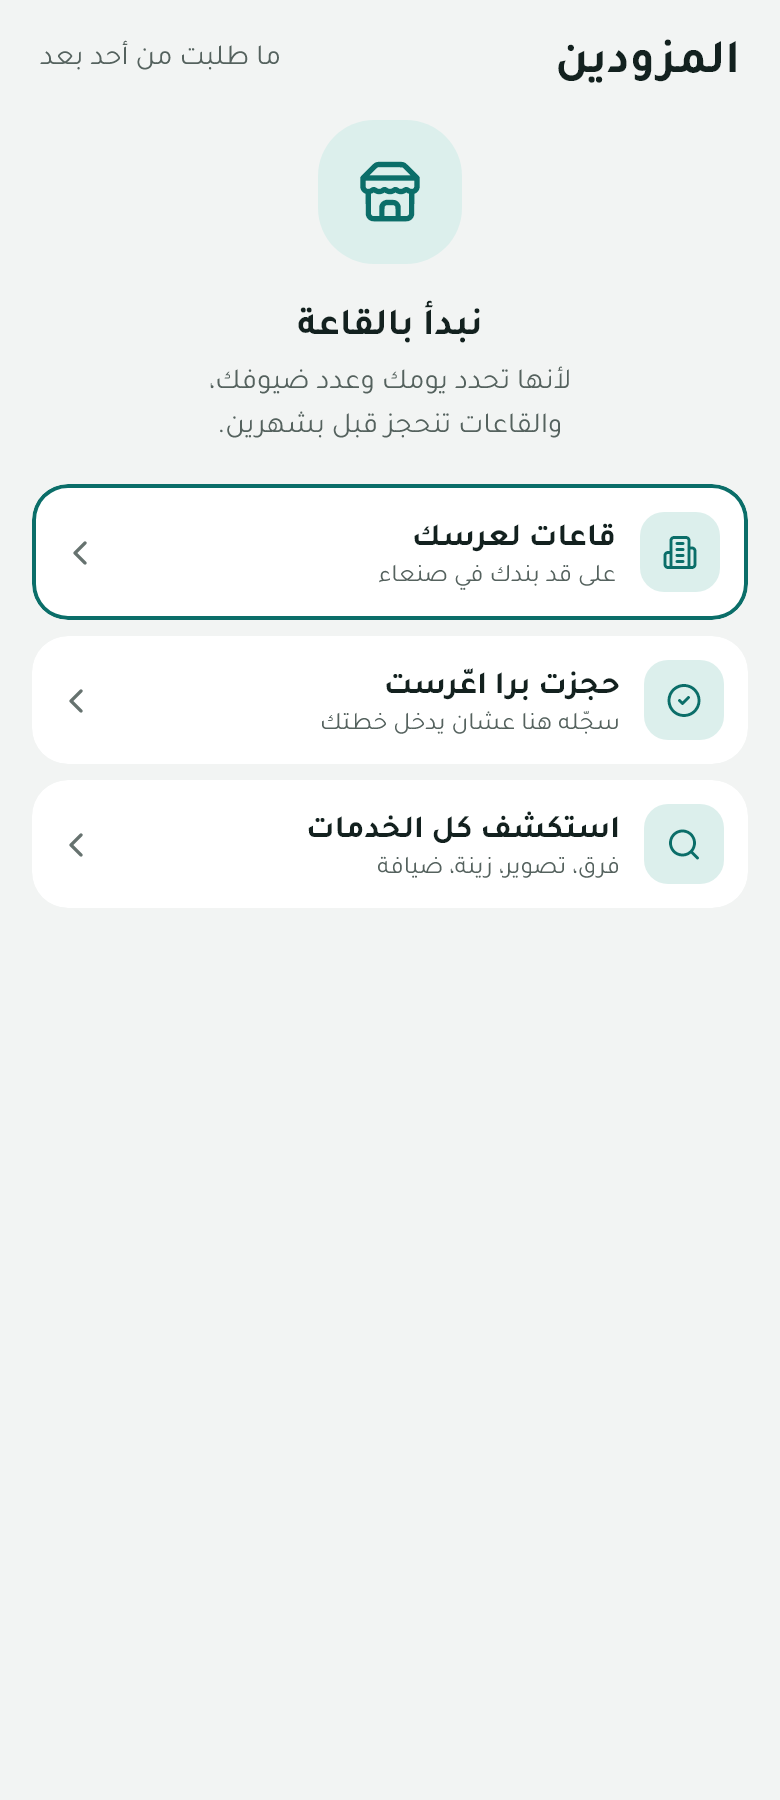 المزودين
ما طلبت من أحد بعد
نبدأ بالقاعة
لأنها تحدد يومك وعدد ضيوفك،
والقاعات تنحجز قبل بشهرين.
قاعات لعرسك
على قد بندك في صنعاء
حجزت برا اعّرست
سجّله هنا عشان يدخل خطتك
استكشف كل الخدمات
فرق، تصوير، زينة، ضيافة